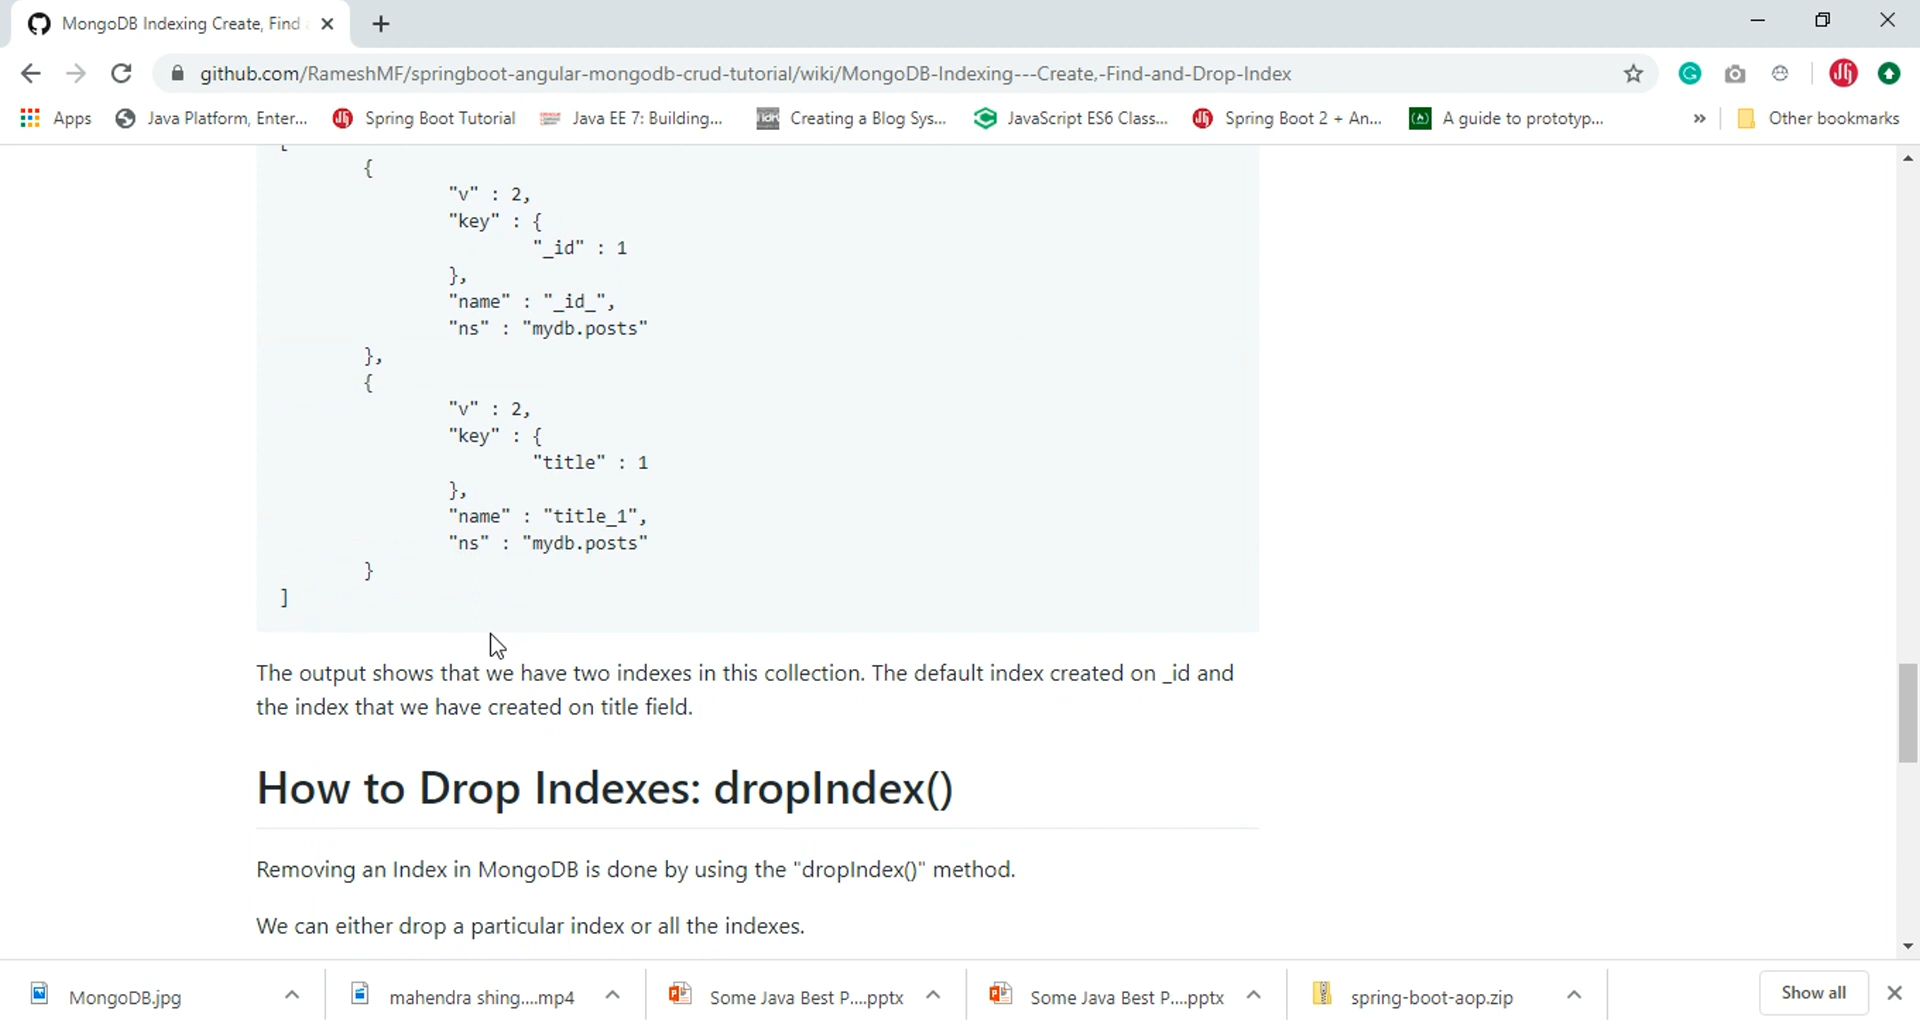 MongoDB Indexing Create, Find
github.com/RameshMF/springboot-angular-mongodb-crud-tutorial/wiki/MongoDB-Indexing---Create,-Find-and-Drop-Index
Apps Java Platform, Enter... Spring Boot Tutorial Java EE 7: Building... Creating a Blog Sys... JavaScript ES6 Class... Spring Boot 2 + An... A guide to prototyp... » Other bookmarks
[
{
"v" : 2,
"key" : {
"_id" : 1
},
"name" : "_id_",
"ns" : "mydb.posts"
},
{
"v" : 2,
"key" : {
"title" : 1
},
"name" : "title_1",
"ns" : "mydb.posts"
}
]
The output shows that we have two indexes in this collection. The default index created on _id and
the index that we have created on title field.
How to Drop Indexes: dropIndex()
Removing an Index in MongoDB is done by using the "dropIndex()" method.
We can either drop a particular index or all the indexes.
MongoDB.jpg mahendra shing....mp4 Some Java Best P....pptx Some Java Best P....pptx spring-boot-aop.zip Show all